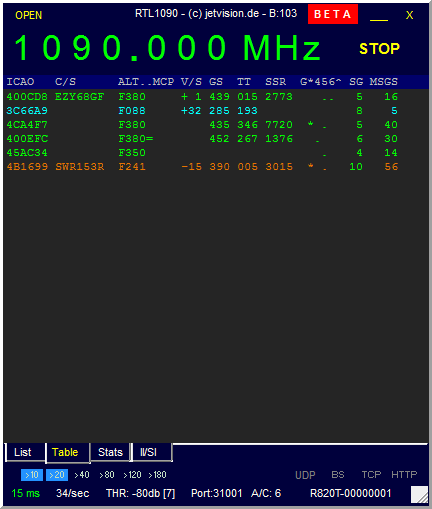 OPEN RTL1090 - (c) jetvision.de - B:103 BETA __ X
1090.000 MHz STOP
ICAO C/S ALT..MCP V/S GS TT SSR G*456^ SG MSGS
400CD8 EZY68GF F380 + 1 439 015 2773 .. 5 16
3C66A9 F088 +32 285 193 8 5
4CA4F7 F380 435 346 7720 * . 5 40
400EFC F380= 452 267 1376 . 6 30
45AC34 F350 . 4 14
4B1699 SWR153R F241 -15 390 005 3015 * . 10 56
List Table Stats II/SI
>10 >20 >40 >80 >120 >180 UDP BS TCP HTTP
15 ms 34/sec THR: -80db [7] Port:31001 A/C: 6 R820T-00000001